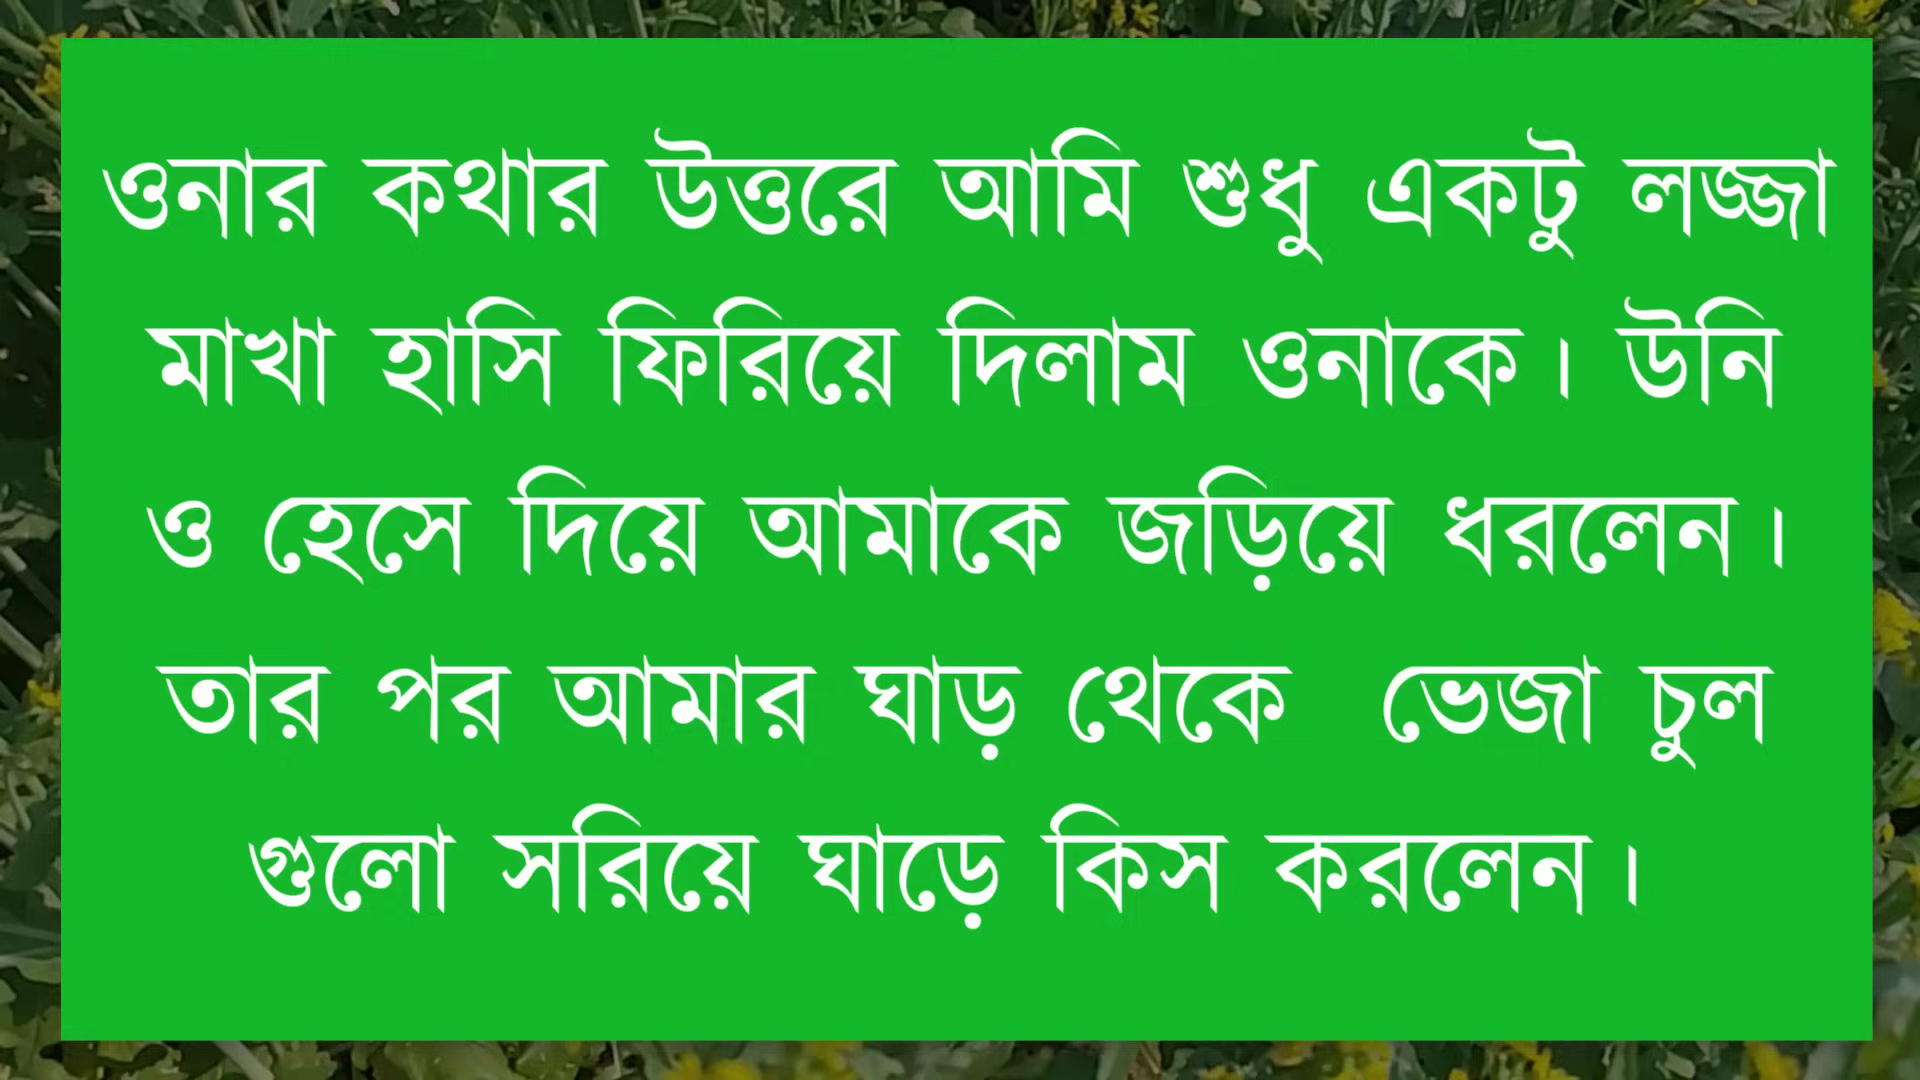 ওনার কথার উত্তরে আমি শুধু একটু লজ্জা
মাখা হাসি ফিরিয়ে দিলাম ওনাকে। উনি
ও হেসে দিয়ে আমাকে জড়িয়ে ধরলেন।
তার পর আমার ঘাড় থেকে  ভেজা চুল
গুলো সরিয়ে ঘাড়ে কিস করলেন।